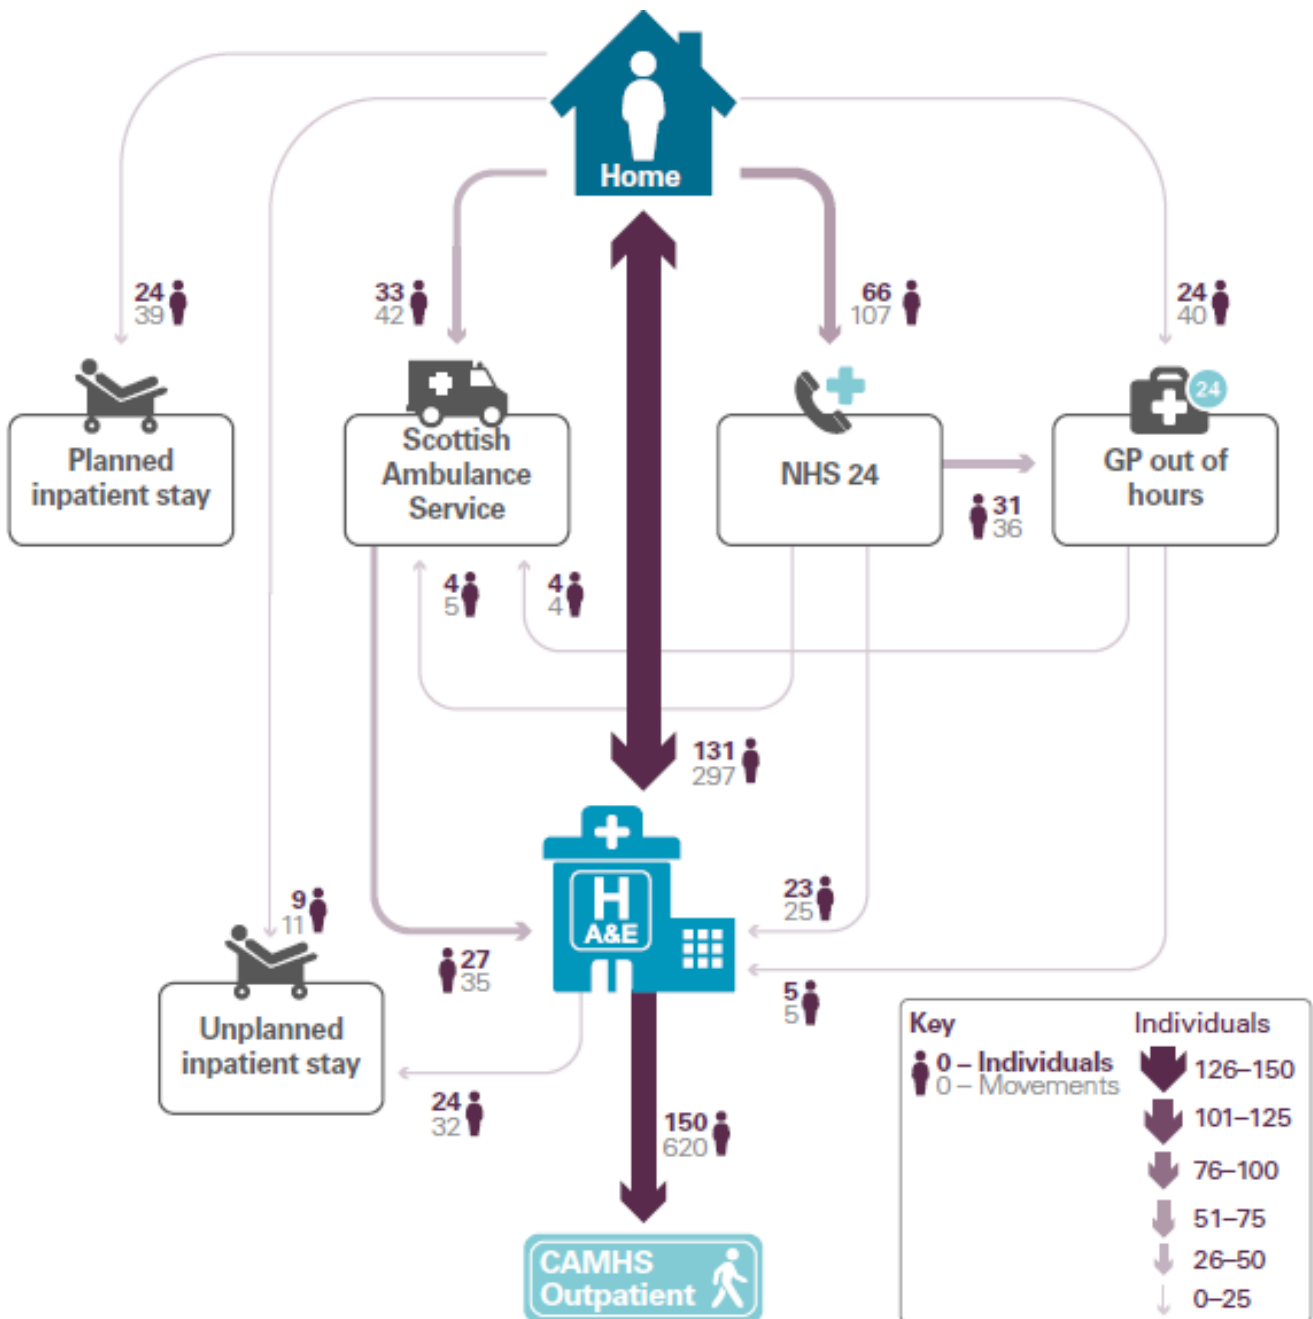 Home
24
39
33
42
66
107
24
40
24
Planned
inpatient stay
Scottish
Ambulance
Service
NHS 24
GP out of
hours
31
36
4
5
4
4
131
297
H
A&E
9
11
27
35
23
25
5
5
Unplanned
inpatient stay
24
32
150
620
CAMHS
Outpatient
Key
Individuals
0 – Individuals
0 – Movements
126–150
101–125
76–100
51–75
26–50
0–25